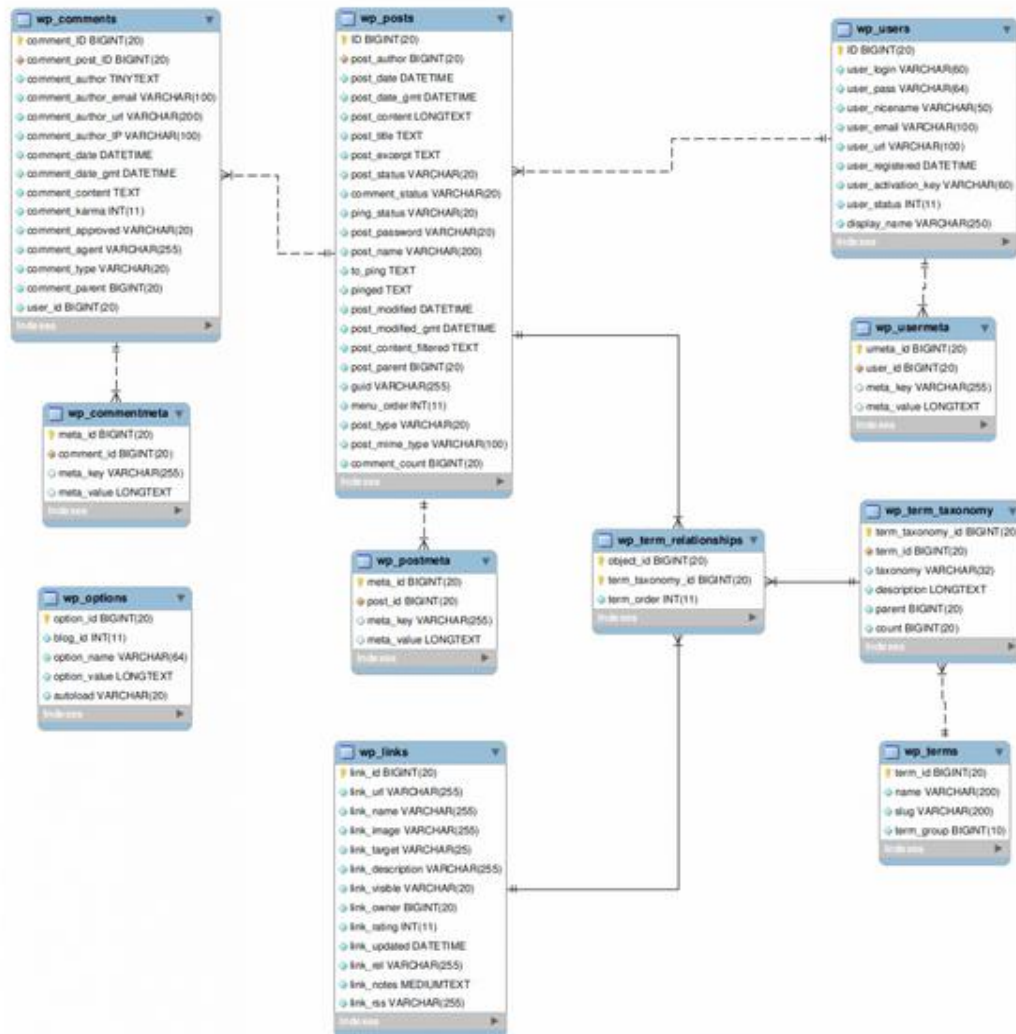 wp_comments
comment_ID BIGINT(20)
comment_post_ID BIGINT(20)
comment_author TINYTEXT
comment_author_email VARCHAR(100)
comment_author_url VARCHAR(200)
comment_author_IP VARCHAR(100)
comment_date DATETIME
comment_date_gmt DATETIME
comment_content TEXT
comment_karma INT(11)
comment_approved VARCHAR(20)
comment_agent VARCHAR(255)
comment_type VARCHAR(20)
comment_parent BIGINT(20)
user_id BIGINT(20)
Indexes
wp_posts
ID BIGINT(20)
post_author BIGINT(20)
post_date DATETIME
post_date_gmt DATETIME
post_content LONGTEXT
post_title TEXT
post_excerpt TEXT
post_status VARCHAR(20)
comment_status VARCHAR(20)
ping_status VARCHAR(20)
post_password VARCHAR(20)
post_name VARCHAR(200)
to_ping TEXT
pinged TEXT
post_modified DATETIME
post_modified_gmt DATETIME
post_content_filtered TEXT
post_parent BIGINT(20)
guid VARCHAR(255)
menu_order INT(11)
post_type VARCHAR(20)
post_mime_type VARCHAR(100)
comment_count BIGINT(20)
Indexes
wp_users
ID BIGINT(20)
user_login VARCHAR(60)
user_pass VARCHAR(64)
user_nicename VARCHAR(50)
user_email VARCHAR(100)
user_url VARCHAR(100)
user_registered DATETIME
user_activation_key VARCHAR(60)
user_status INT(11)
display_name VARCHAR(250)
Indexes
wp_usermeta
umeta_id BIGINT(20)
user_id BIGINT(20)
meta_key VARCHAR(255)
meta_value LONGTEXT
Indexes
wp_commentmeta
meta_id BIGINT(20)
comment_id BIGINT(20)
meta_key VARCHAR(255)
meta_value LONGTEXT
Indexes
wp_postmeta
meta_id BIGINT(20)
post_id BIGINT(20)
meta_key VARCHAR(255)
meta_value LONGTEXT
Indexes
wp_term_relationships
object_id BIGINT(20)
term_taxonomy_id BIGINT(20)
term_order INT(11)
Indexes
wp_term_taxonomy
term_taxonomy_id BIGINT(20
term_id BIGINT(20)
taxonomy VARCHAR(32)
description LONGTEXT
parent BIGINT(20)
count BIGINT(20)
Indexes
wp_options
option_id BIGINT(20)
blog_id INT(11)
option_name VARCHAR(64)
option_value LONGTEXT
autoload VARCHAR(20)
Indexes
wp_links
link_id BIGINT(20)
link_url VARCHAR(255)
link_name VARCHAR(255)
link_image VARCHAR(255)
link_target VARCHAR(25)
link_description VARCHAR(255)
link_visible VARCHAR(20)
link_owner BIGINT(20)
link_rating INT(11)
link_updated DATETIME
link_rel VARCHAR(255)
link_notes MEDIUMTEXT
link_rss VARCHAR(255)
Indexes
wp_terms
term_id BIGINT(20)
name VARCHAR(200)
slug VARCHAR(200)
term_group BIGINT(10)
Indexes